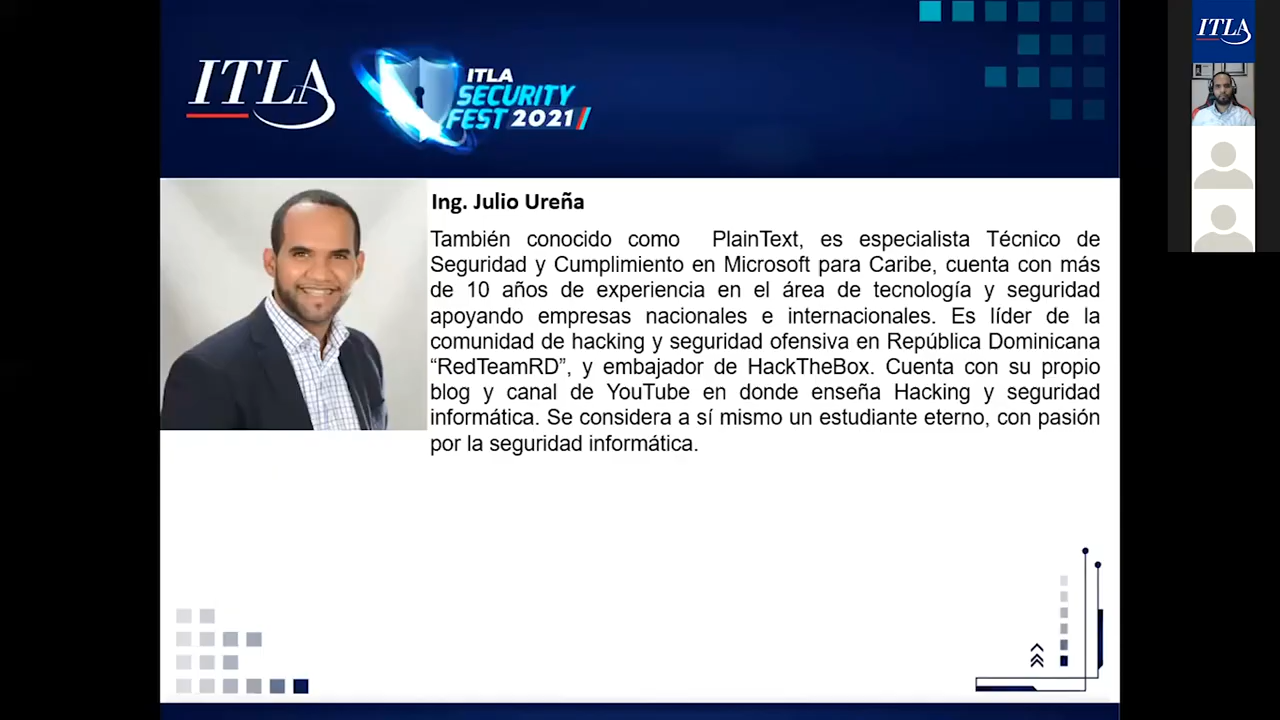 ITLA
ITLA
SECURITY
FEST 2021
ITLA
Ing. Julio Ureña
También conocido como PlainText, es especialista Técnico de
Seguridad y Cumplimiento en Microsoft para Caribe, cuenta con más
de 10 años de experiencia en el área de tecnología y seguridad
apoyando empresas nacionales e internacionales. Es líder de la
comunidad de hacking y seguridad ofensiva en República Dominicana
“RedTeamRD”, y embajador de HackTheBox. Cuenta con su propio
blog y canal de YouTube en donde enseña Hacking y seguridad
informática. Se considera a sí mismo un estudiante eterno, con pasión
por la seguridad informática.